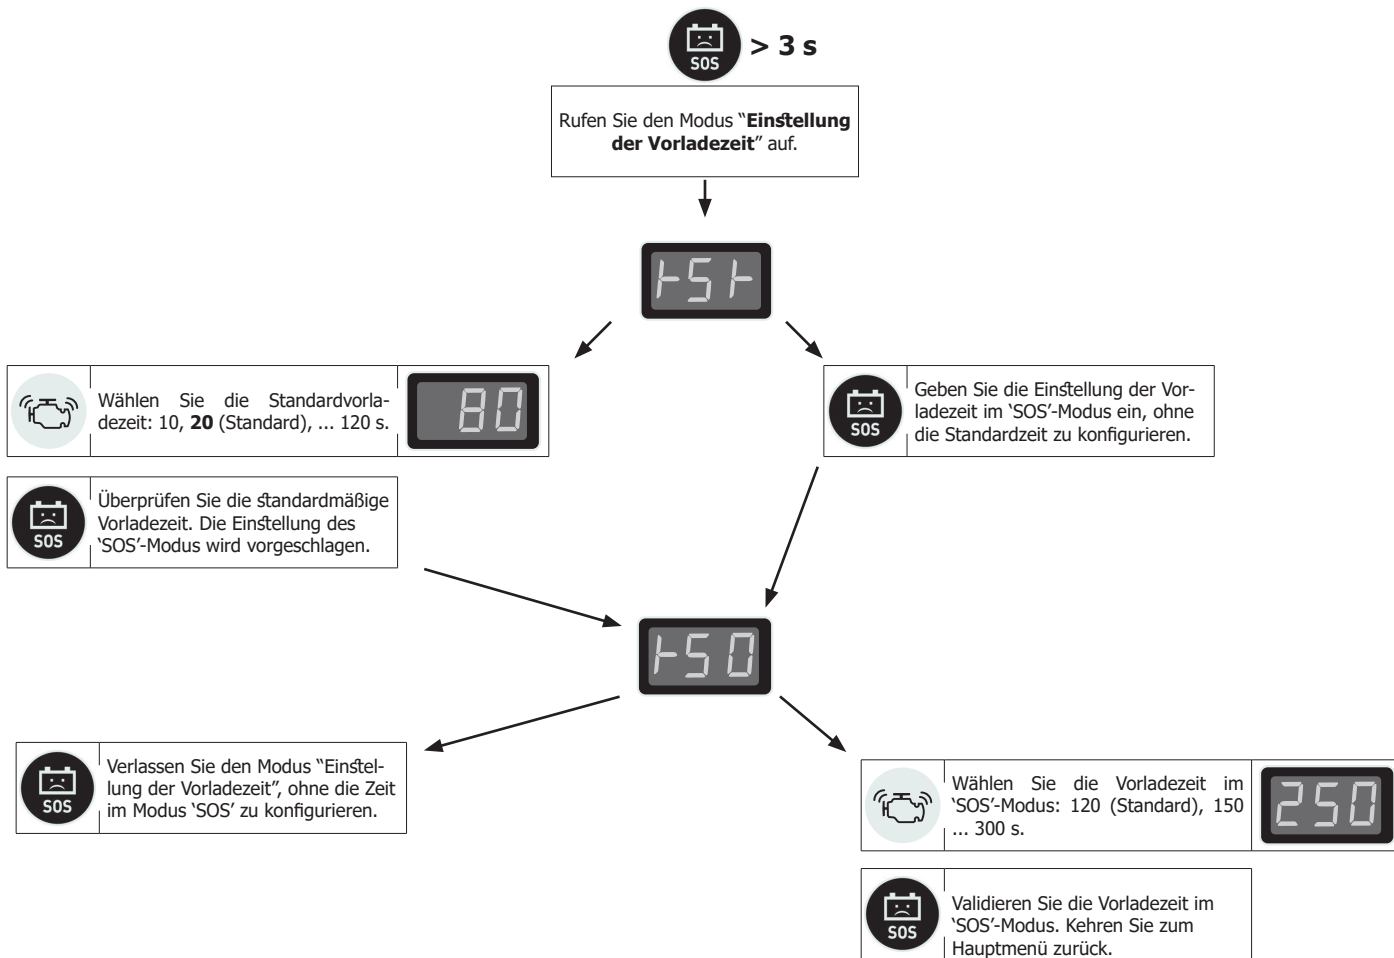 SOS
> 3 s
Rufen Sie den Modus “Einstellung
der Vorladezeit” auf.
tSt
Wählen Sie die Standardvorla-
dezeit: 10, 20 (Standard), ... 120 s.
80
SOS
Geben Sie die Einstellung der Vor-
ladezeit im ‘SOS’-Modus ein, ohne
die Standardzeit zu konfigurieren.
SOS
Überprüfen Sie die standardmäßige
Vorladezeit. Die Einstellung des
‘SOS’-Modus wird vorgeschlagen.
tS0
SOS
Verlassen Sie den Modus “Einstel-
lung der Vorladezeit”, ohne die Zeit
im Modus ‘SOS’ zu konfigurieren.
Wählen Sie die Vorladezeit im
‘SOS’-Modus: 120 (Standard), 150
... 300 s.
250
SOS
Validieren Sie die Vorladezeit im
‘SOS’-Modus. Kehren Sie zum
Hauptmenü zurück.